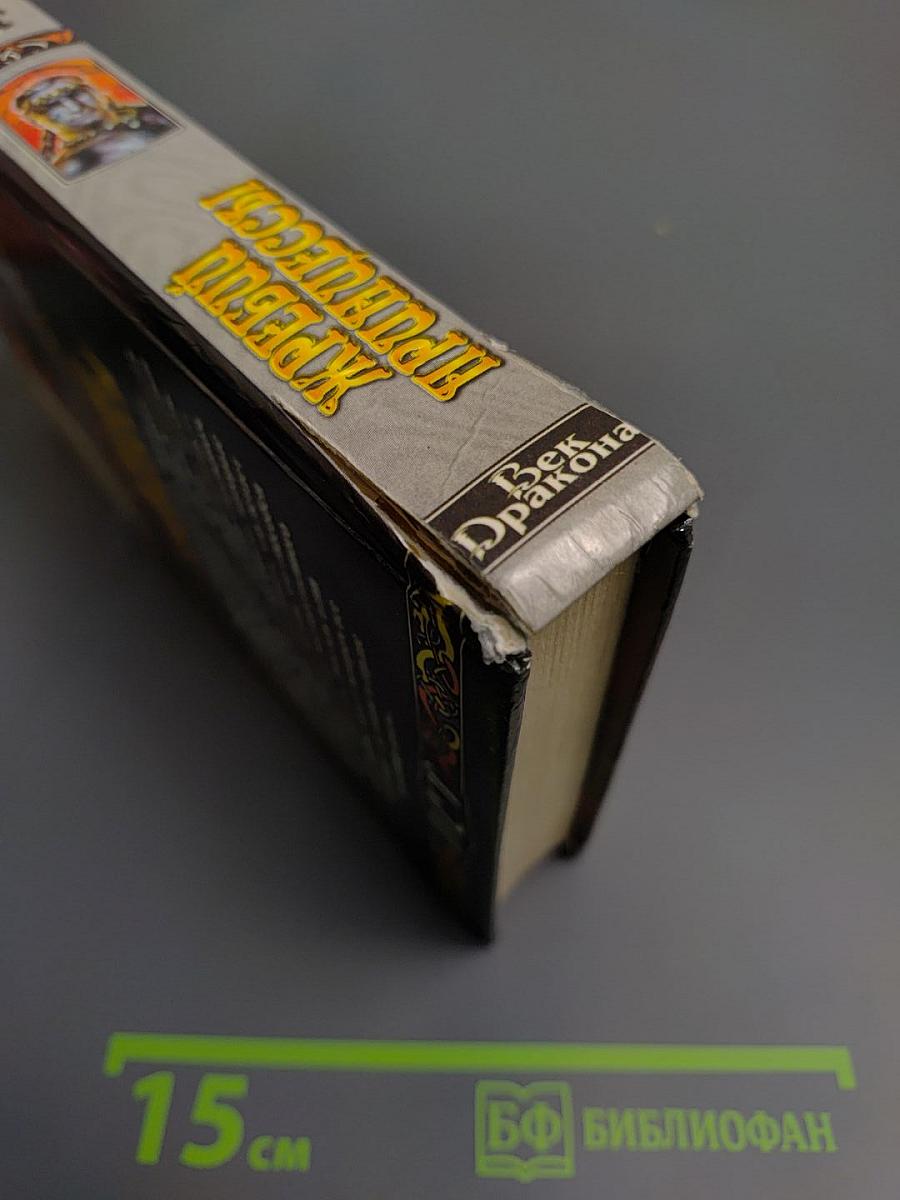 ЖРЕБИЙ
ПРИНЦЕССЫ
Век
Дракона
15 см
БФ БИБЛИОФАН